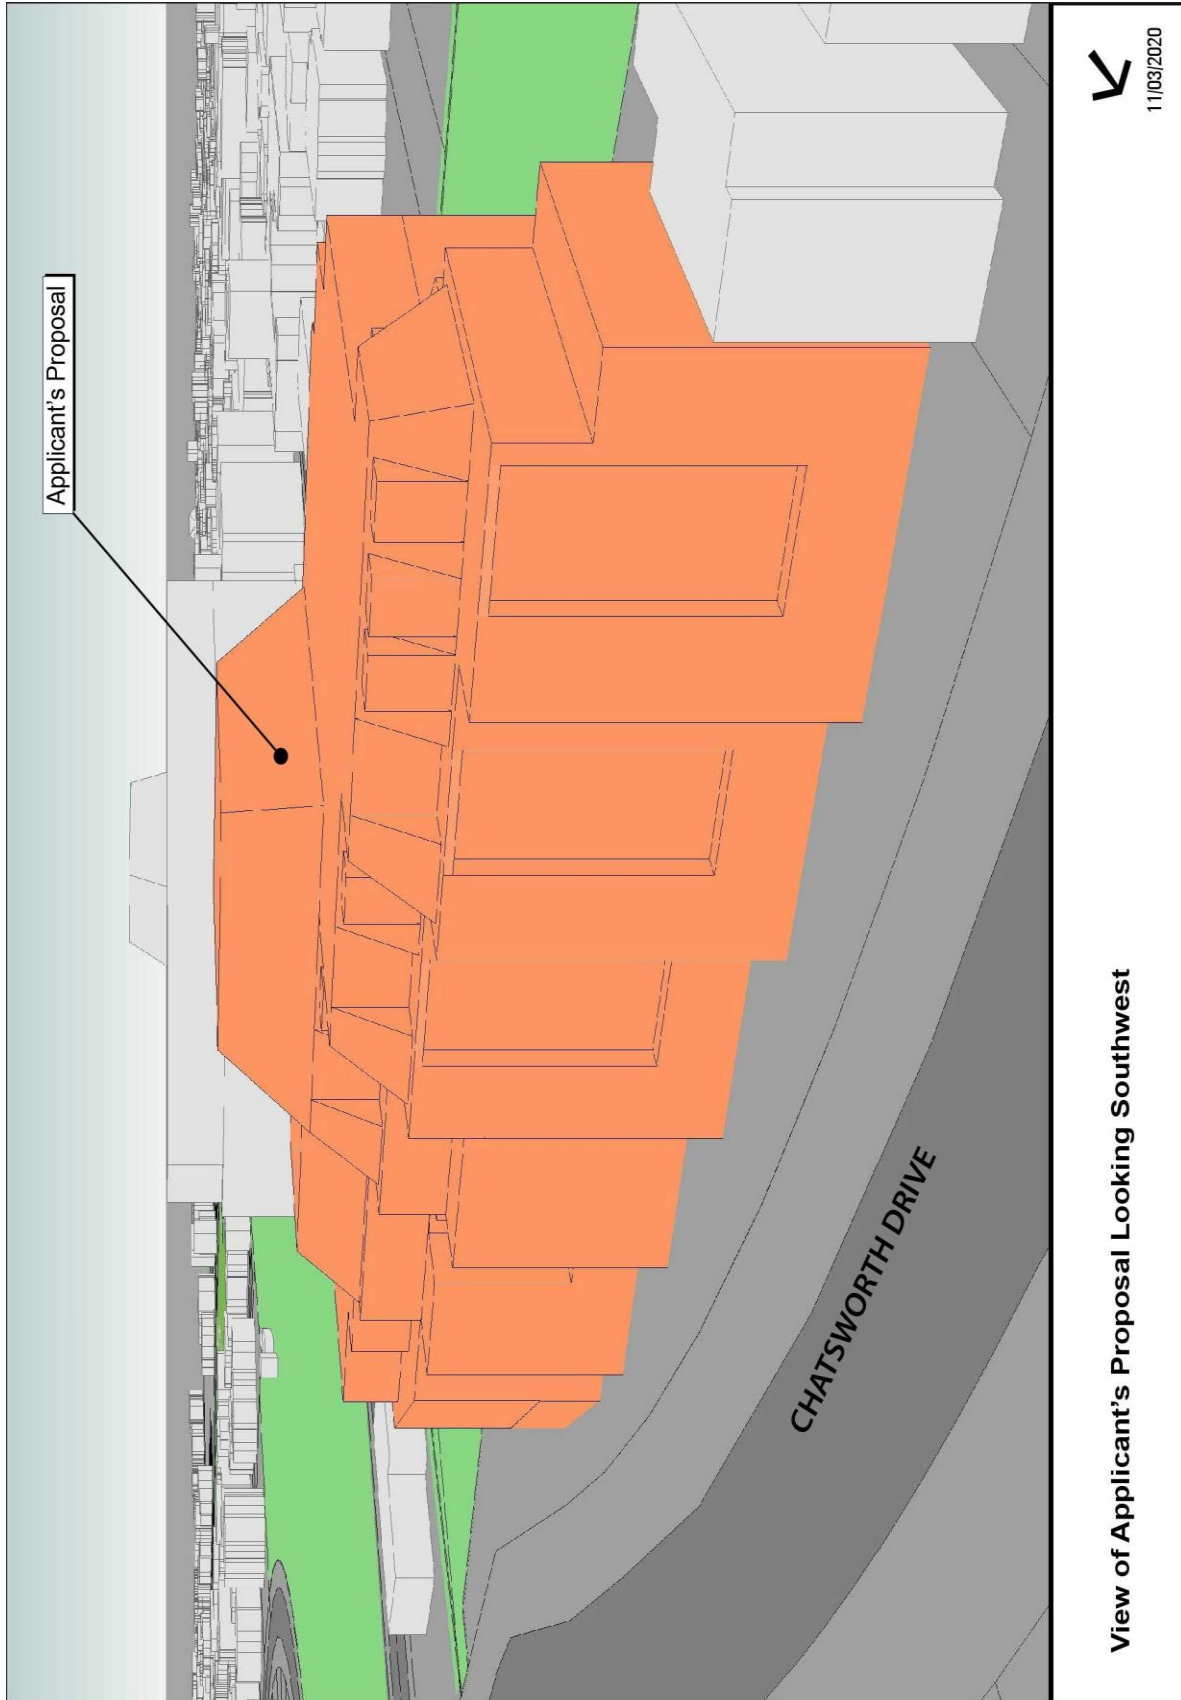 Applicant's Proposal
CHATSWORTH DRIVE
View of Applicant's Proposal Looking Southwest
11/03/2020